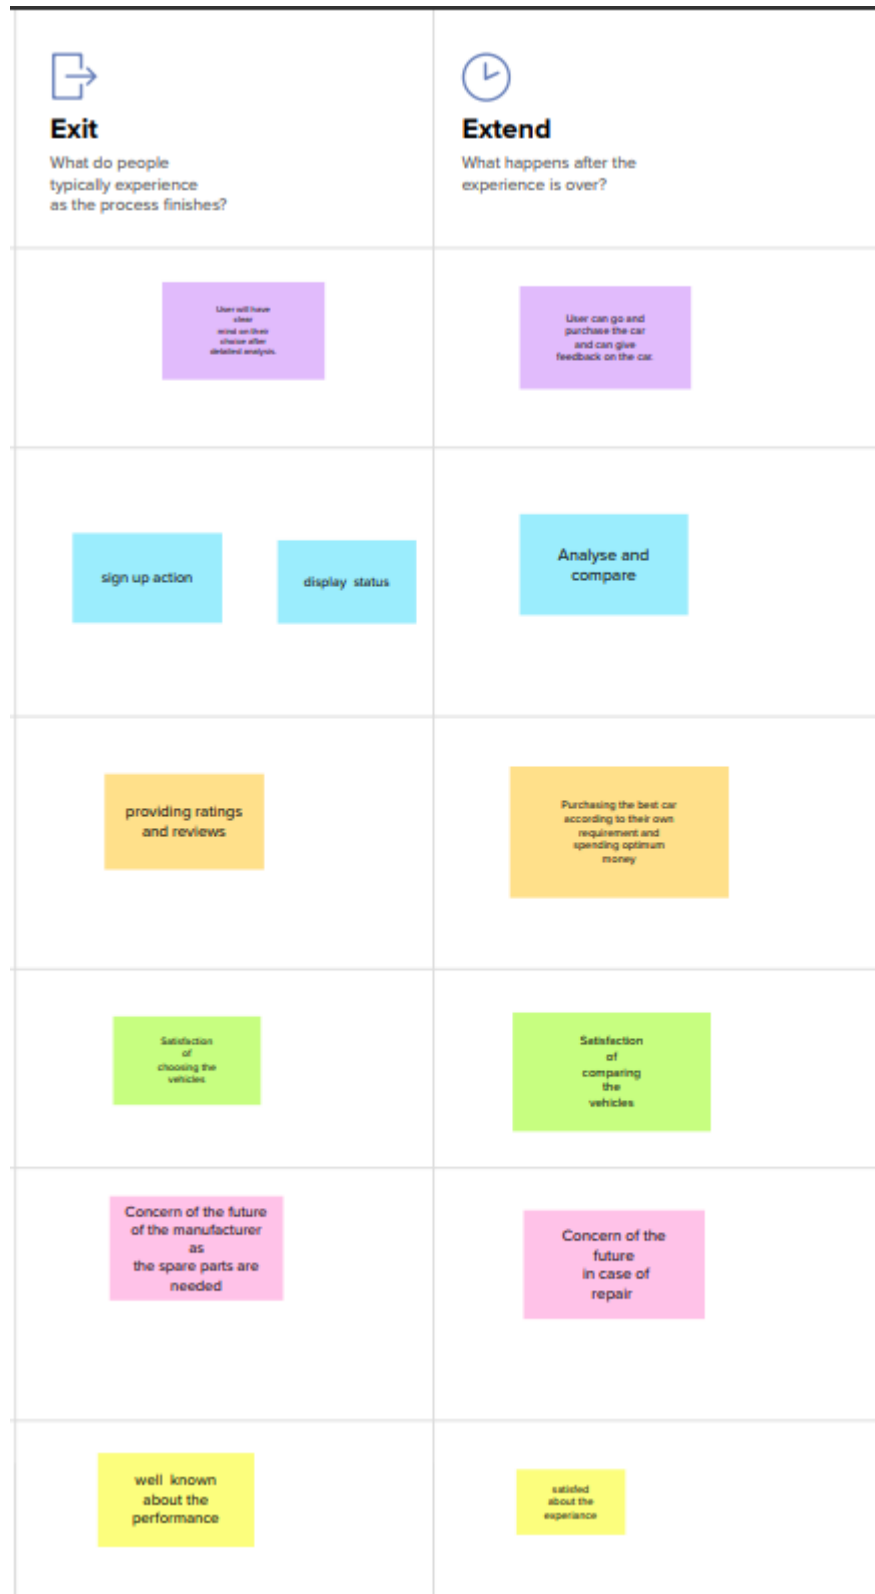 Exit
What do people
typically experience
as the process finishes?
Extend
What happens after the
experience is over?
User will have
clear
mind on their
choice after
detailed analysis.
User can go and
purchase the car
and can give
feedback on the car.
sign up action
display status
Analyse and
compare
providing ratings
and reviews
Purchasing the best car
according to their own
requirement and
spending optimum
money
Satisfaction
of
choosing the
vehicles
Satisfaction
of
comparing
the
vehicles
Concern of the future
of the manufacturer
as
the spare parts are
needed
Concern of the
future
in case of
repair
well known
about the
performance
satisfed
about the
experiance